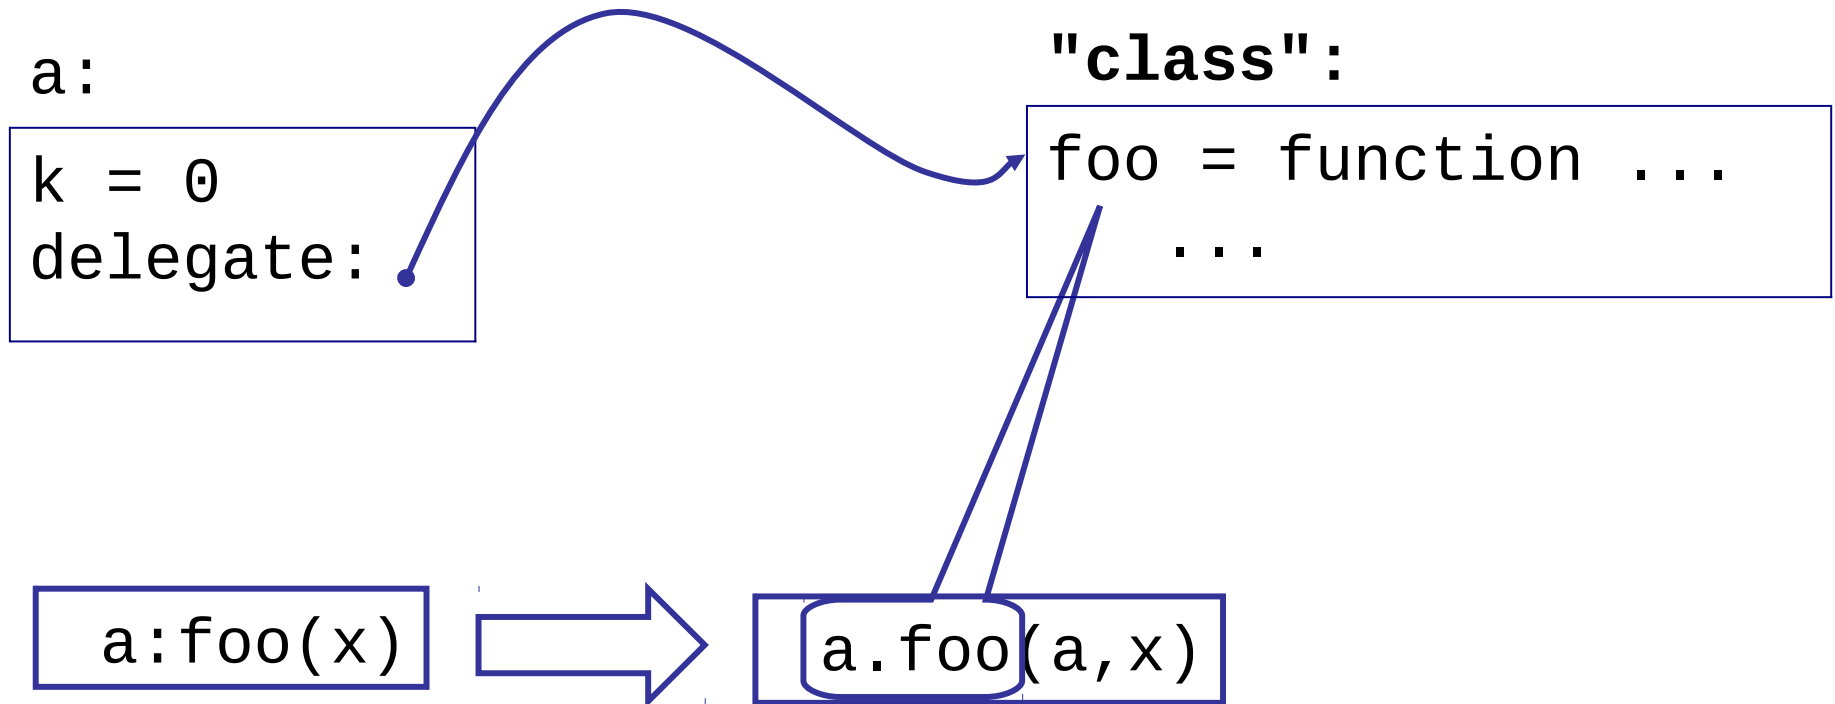 a:
k = 0
delegate:
"class":
foo = function ...
...
a:foo(x)
a.foo(a,x)